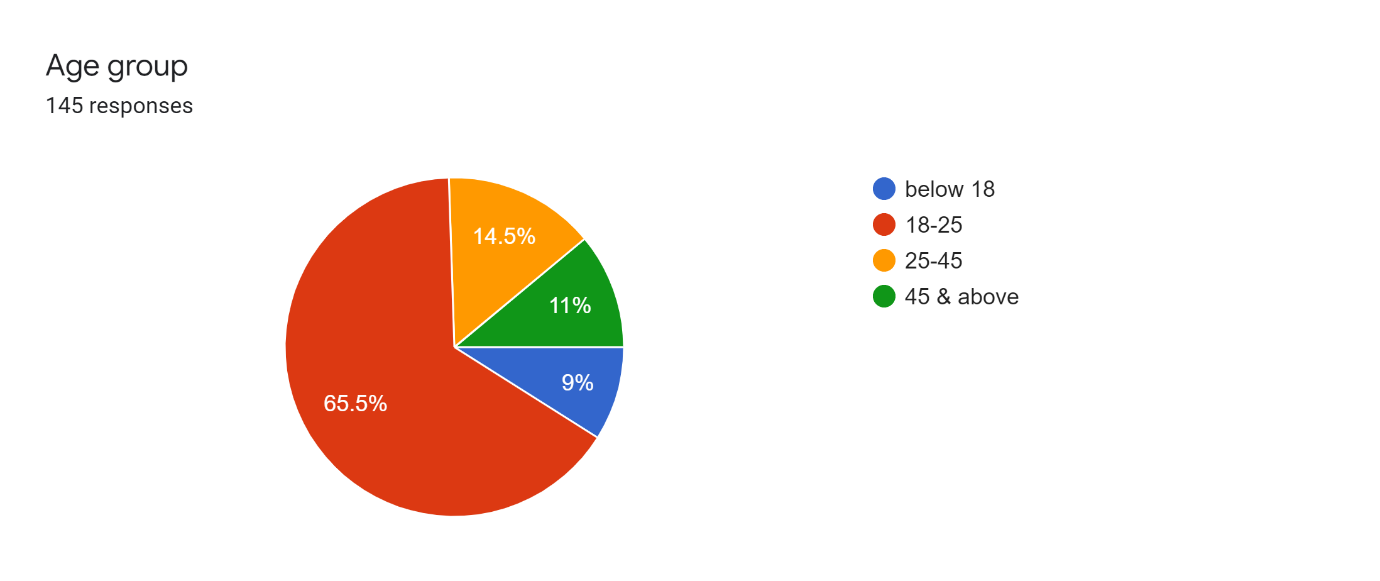 Age group
145 responses
below 18
18-25
25-45
45 & above
14.5%
11%
9%
65.5%